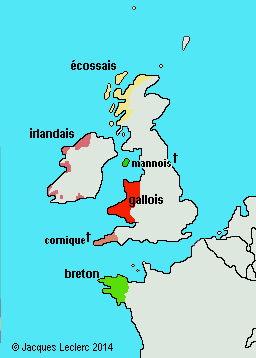 écossais
irlandais
mannois†
gallois
cornique†
breton
© Jacques Leclerc 2014